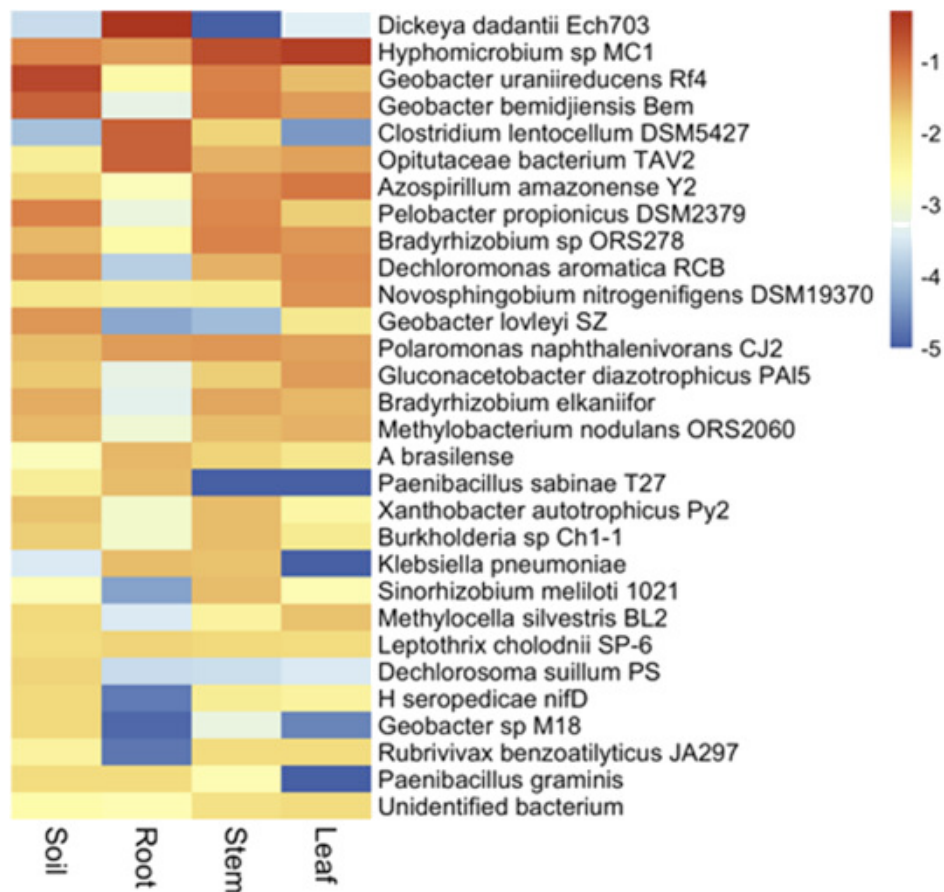 Dickeya dadantii Ech703
Hyphomicrobium sp MC1
Geobacter uraniireducens Rf4
Geobacter bemidjiensis Bem
Clostridium lentocellum DSM5427
Opitutaceae bacterium TAV2
Azospirillum amazonense Y2
Pelobacter propionicus DSM2379
Bradyrhizobium sp ORS278
Dechloromonas aromatica RCB
Novosphingobium nitrogenifigens DSM19370
Geobacter lovleyi SZ
Polaromonas naphthalenivorans CJ2
Gluconacetobacter diazotrophicus PAI5
Bradyrhizobium elkaniifor
Methylobacterium nodulans ORS2060
A brasilense
Paenibacillus sabinae T27
Xanthobacter autotrophicus Py2
Burkholderia sp Ch1-1
Klebsiella pneumoniae
Sinorhizobium meliloti 1021
Methylocella silvestris BL2
Leptothrix cholodnii SP-6
Dechlorosoma suillum PS
H seropedicae nifD
Geobacter sp M18
Rubrivivax benzoatilyticus JA297
Paenibacillus graminis
Unidentified bacterium
Soil Root Stem Leaf
-1
-2
-3
-4
-5